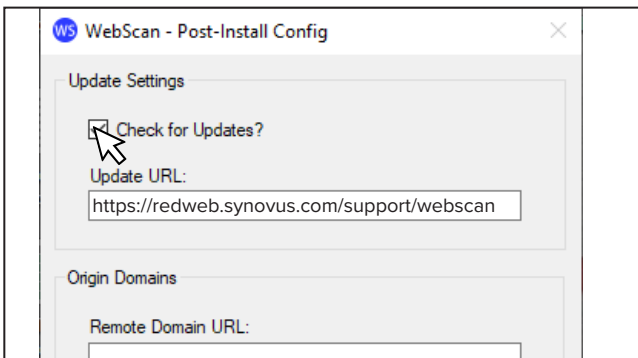 WS WebScan - Post-Install Config
Update Settings
Check for Updates?
Update URL:
https://redweb.synovus.com/support/webscan
Origin Domains
Remote Domain URL: